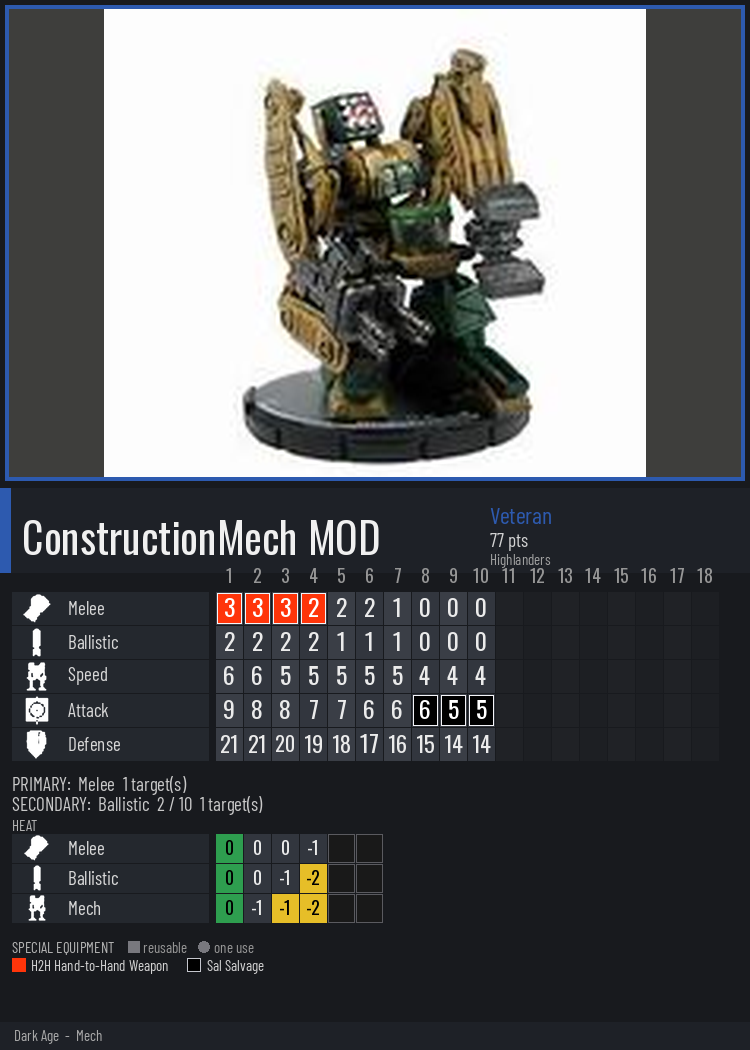 ConstructionMech MOD
Veteran
77 pts
Highlanders
1 2 3 4 5 6 7 8 9 10 11 12 13 14 15 16 17 18
Melee 3 3 3 2 2 2 1 0 0 0
Ballistic 2 2 2 2 1 1 1 0 0 0
Speed 6 6 5 5 5 5 5 4 4 4
Attack 9 8 8 7 7 6 6 6 5 5
Defense 21 21 20 19 18 17 16 15 14 14
PRIMARY: Melee 1 target(s)
SECONDARY: Ballistic 2 / 10 1 target(s)
HEAT
Melee 0 0 0 -1
Ballistic 0 0 -1 -2
Mech 0 -1 -1 -2
SPECIAL EQUIPMENT reusable one use
H2H Hand-to-Hand Weapon Sal Salvage
Dark Age - Mech